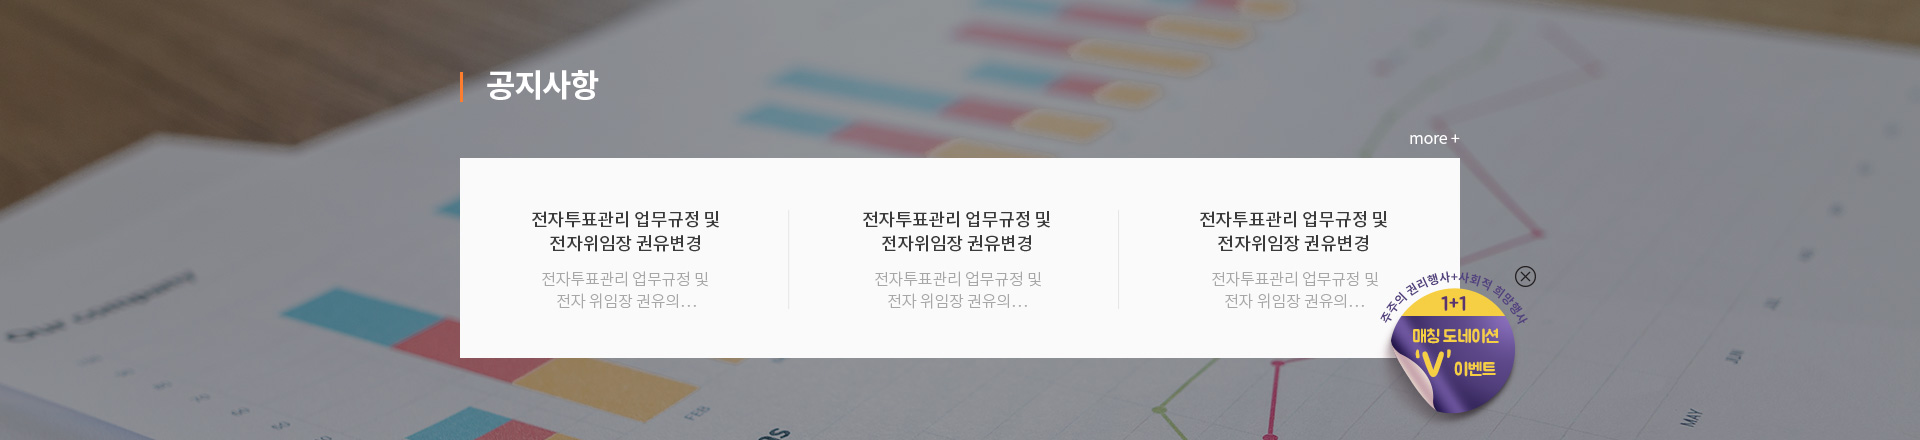 공지사항
more +
전자투표관리 업무규정 및
전자위임장 권유변경
전자투표관리 업무규정 및
전자 위임장 권유의...
전자투표관리 업무규정 및
전자위임장 권유변경
전자투표관리 업무규정 및
전자 위임장 권유의...
전자투표관리 업무규정 및
전자위임장 권유변경
전자투표관리 업무규정 및
전자 위임장 권유의...
주주의 권리행사+사회적 희망행사
1+1
매칭 도네이션
'V' 이벤트
Our company
FEB
JUN
MAY